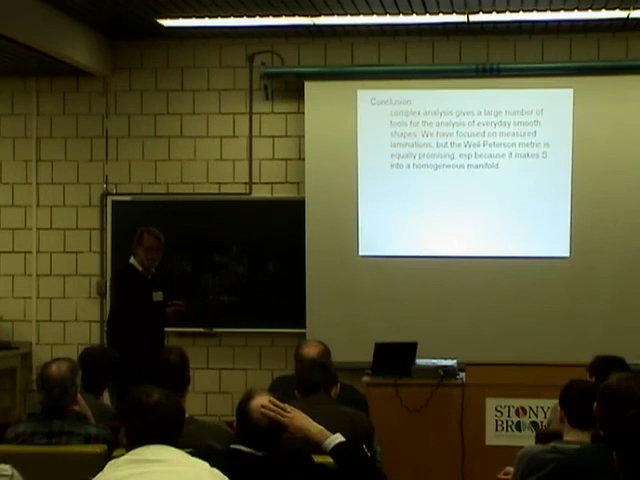 Conclusion:
complex analysis gives a large number of
tools for the analysis of everyday smooth
shapes. We have focused on measured
laminations, but the Weil-Peterson metric is
equally promising, esp because it makes S
into a homogeneous manifold.
STONY
BROOK